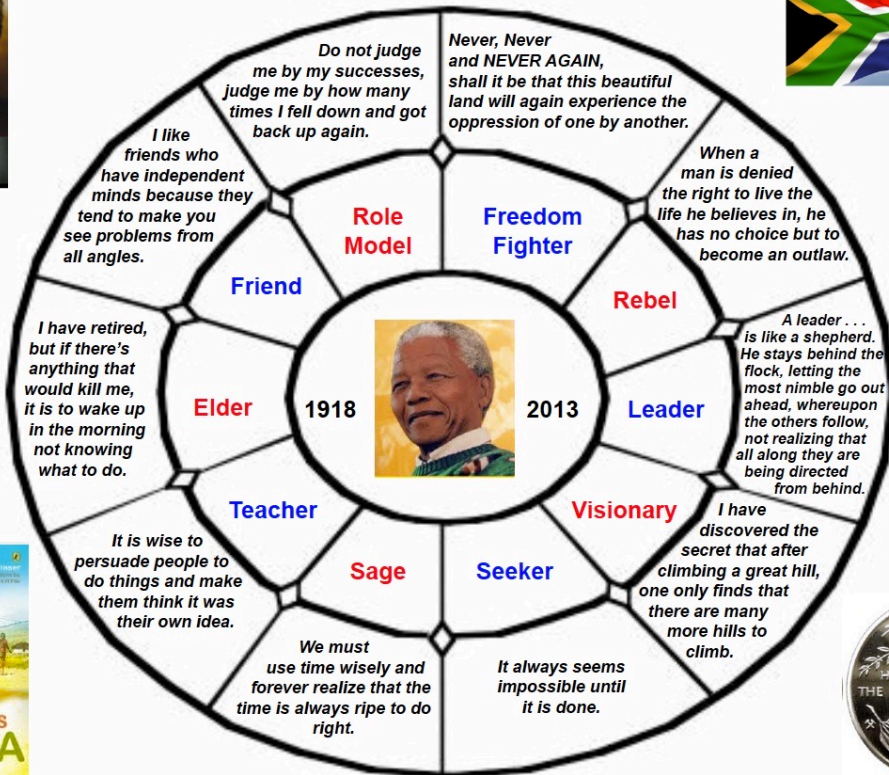 Never, Never
and NEVER AGAIN,
shall it be that this beautiful
land will again experience the
oppression of one by another.
Freedom
Fighter
When a
man is denied
the right to live the
life he believes in, he
has no choice but to
become an outlaw.
Rebel
A leader . . .
is like a shepherd.
He stays behind the
flock, letting the
most nimble go out
ahead, whereupon
the others follow,
not realizing that
all along they are
being directed
from behind.
Leader
I have
discovered the
secret that after
climbing a great hill,
one only finds that
there are many
more hills to
climb.
Visionary
It always seems
impossible until
it is done.
Seeker
We must
use time wisely and
forever realize that the
time is always ripe to do
right.
Sage
It is wise to
persuade people to
do things and make
them think it was
their own idea.
Teacher
I have retired,
but if there's
anything that
would kill me,
it is to wake up
in the morning
not knowing
what to do.
Elder
I like
friends who
have independent
minds because they
tend to make you
see problems from
all angles.
Friend
Do not judge
me by my successes,
judge me by how many
times I fell down and got
back up again.
Role
Model
1918
2013
S
A
THE